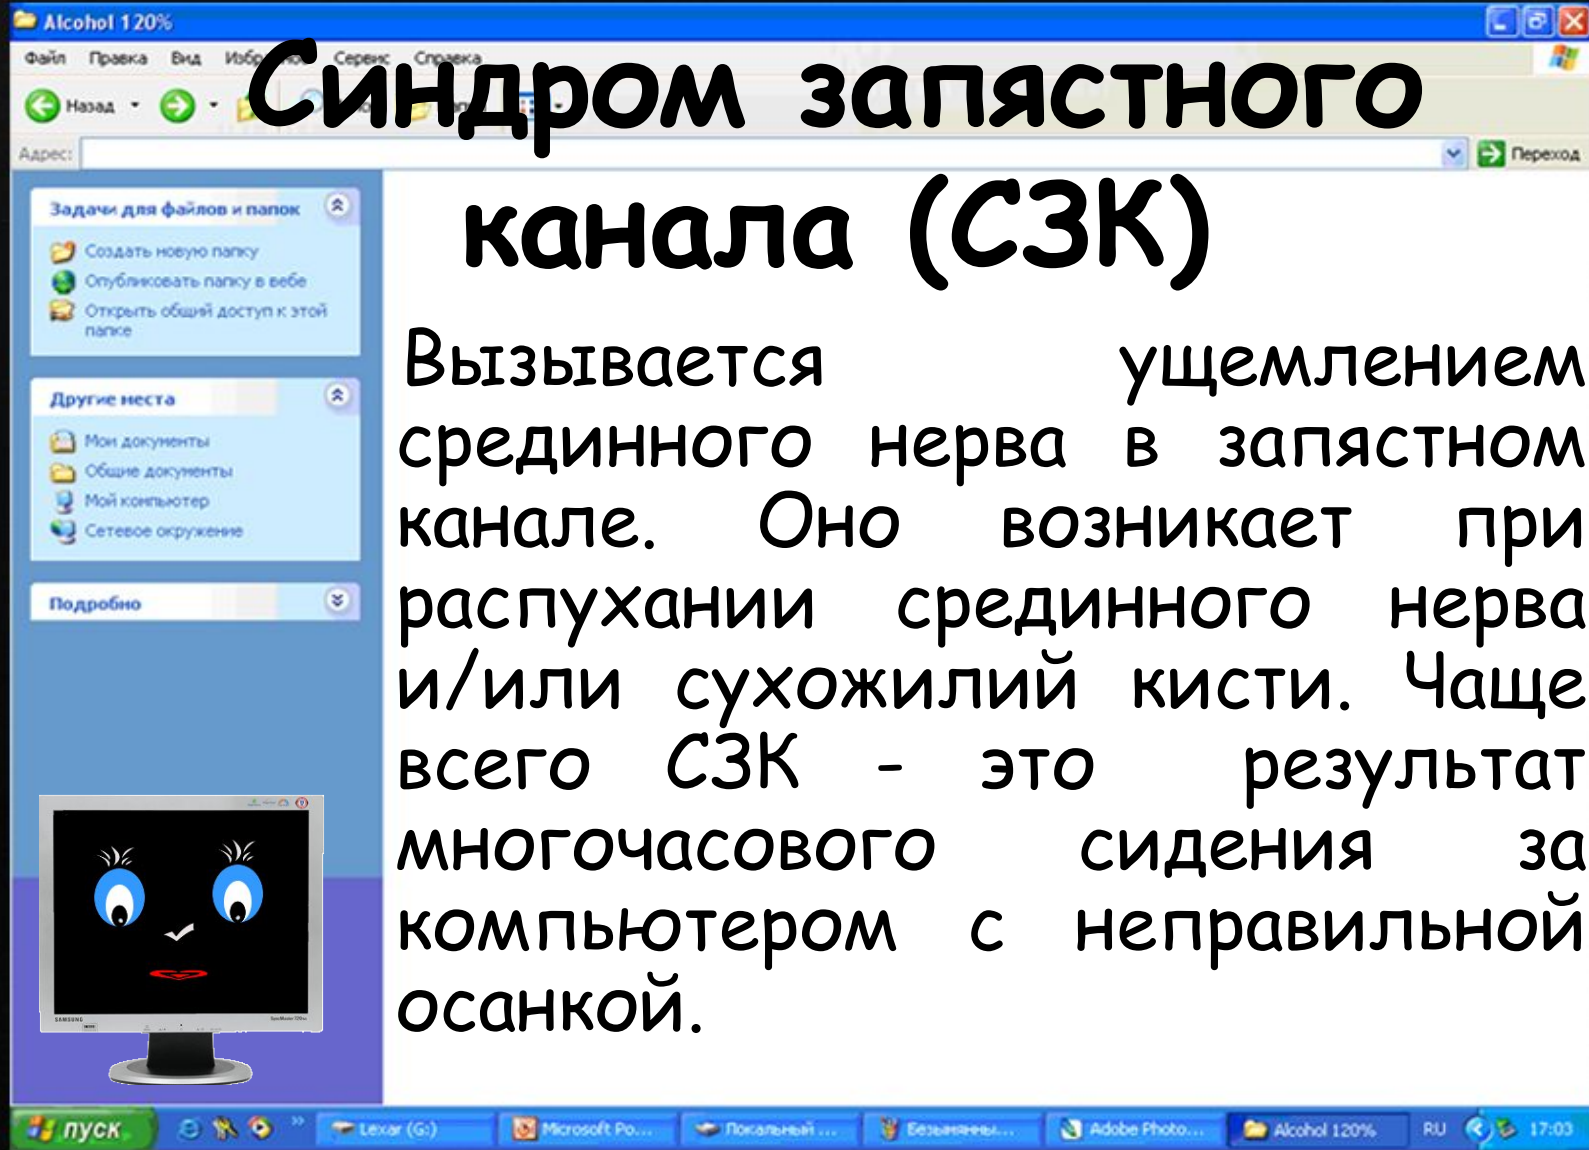 Alcohol 120%
Файл Правка Вид Сервис Справка
Синдром запястного
Назад
Адрес:
Переход
канала (СЗК)
Задачи для файлов и папок
Создать новую папку
Опубликовать папку в вебе
Открыть общий доступ к этой
папке
Другие места
Мои документы
Общие документы
Мой компьютер
Сетевое окружение
Подробно
Вызывается ущемлением
срединного нерва в запястном
канале. Оно возникает при
распухании срединного нерва
и/или сухожилий кисти. Чаще
всего СЗК - это результат
многочасового сидения за
компьютером с неправильной
осанкой.
SAMSUNG
пуск
Lexar (G:)
Microsoft Po...
Локальный ...
Безымянны...
Adobe Photo...
Alcohol 120%
RU
17:03